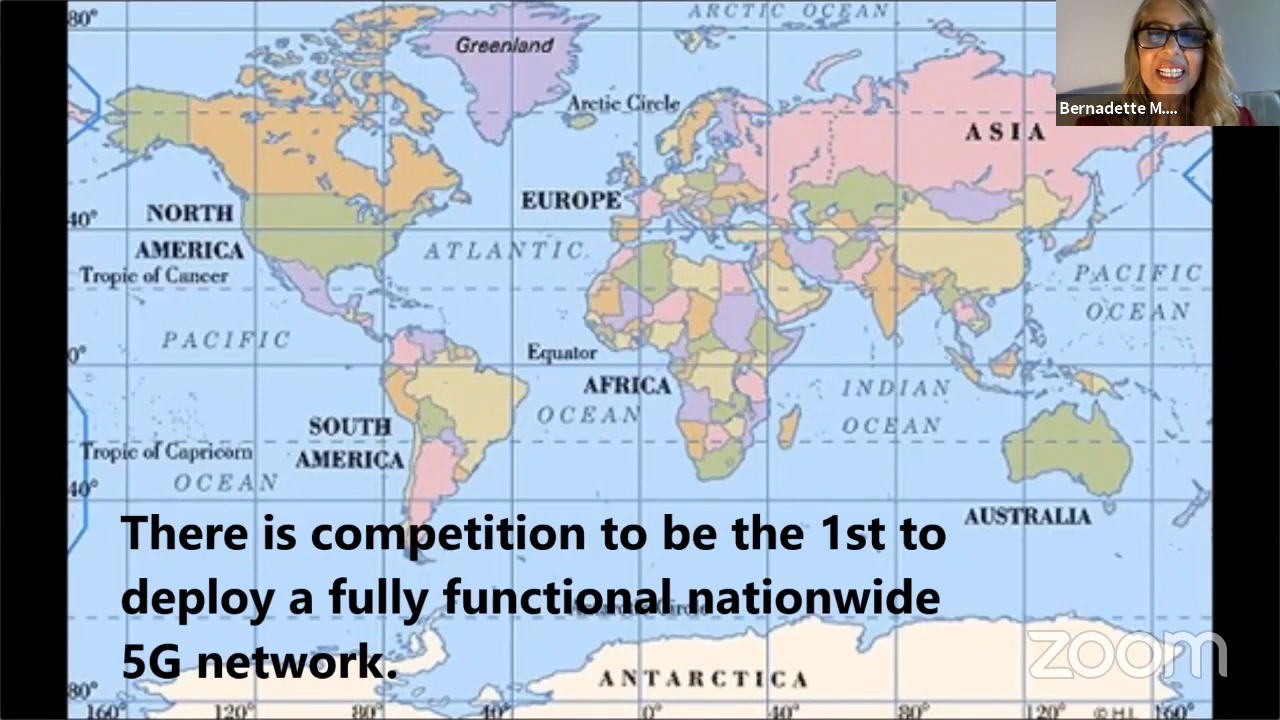 80°
ARCTIC OCEAN
Greenland
Bernadette M....
Arctic Circle
ASIA
EUROPE
NORTH
AMERICA
40°
ATLANTIC
Tropic of Cancer
PACIFIC
OCEAN
PACIFIC
0°
Equator
AFRICA
INDIAN
OCEAN
OCEAN
SOUTH
AMERICA
Tropic of Capricorn
OCEAN
40°
AUSTRALIA
There is competition to be the 1st to
deploy a fully functional nationwide
5G network.
Antarctic Circle
zoom
ANTARCTICA
80°
160° 120° 80° 40° 0° 40° 80° 120° 160°